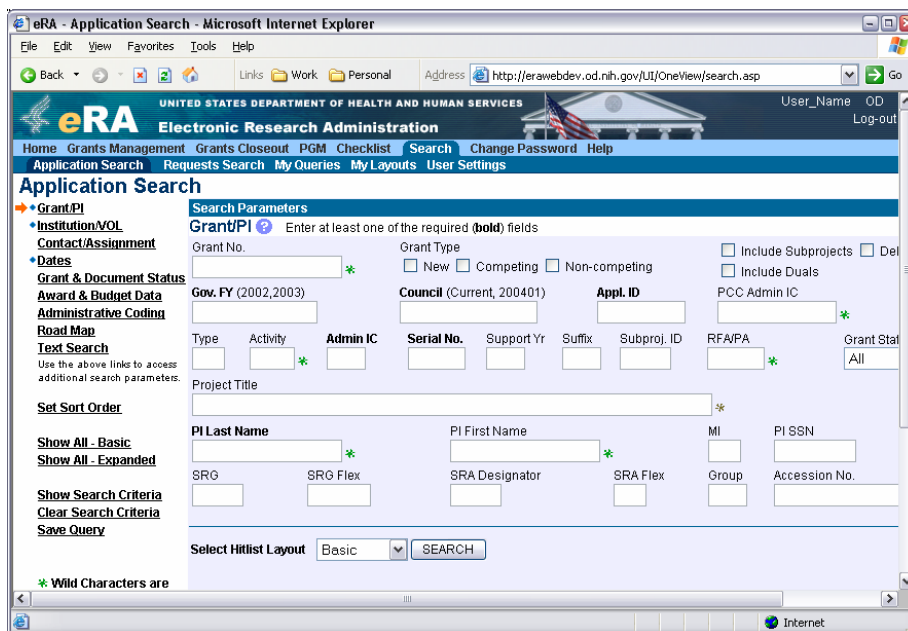 eRA - Application Search - Microsoft Internet Explorer
File Edit View Favorites Tools Help
Back Links Work Personal Address http://erawebdev.od.nih.gov/UI/OneView/search.asp Go
UNITED STATES DEPARTMENT OF HEALTH AND HUMAN SERVICES User_Name OD
eRA Electronic Research Administration Log-out
Home Grants Management Grants Closeout PGM Checklist Search Change Password Help
Application Search Requests Search My Queries My Layouts User Settings
Application Search
Grant/PI
Institution/VOL
Contact/Assignment
Dates
Grant & Document Status
Award & Budget Data
Administrative Coding
Road Map
Text Search
Use the above links to access
additional search parameters.
Set Sort Order
Show All - Basic
Show All - Expanded
Show Search Criteria
Clear Search Criteria
Save Query
* Wild Characters are
Search Parameters
Grant/PI ? Enter at least one of the required (bold) fields
Grant No. Grant Type Include Subprojects Del
* New Competing Non-competing Include Duals
Gov. FY (2002,2003) Council (Current, 200401) Appl. ID PCC Admin IC
*
Type Activity Admin IC Serial No. Support Yr Suffix Subproj. ID RFA/PA Grant Stat
* * All
Project Title
*
PI Last Name PI First Name MI PI SSN
* *
SRG SRG Flex SRA Designator SRA Flex Group Accession No.
Select Hitlist Layout Basic SEARCH
Internet